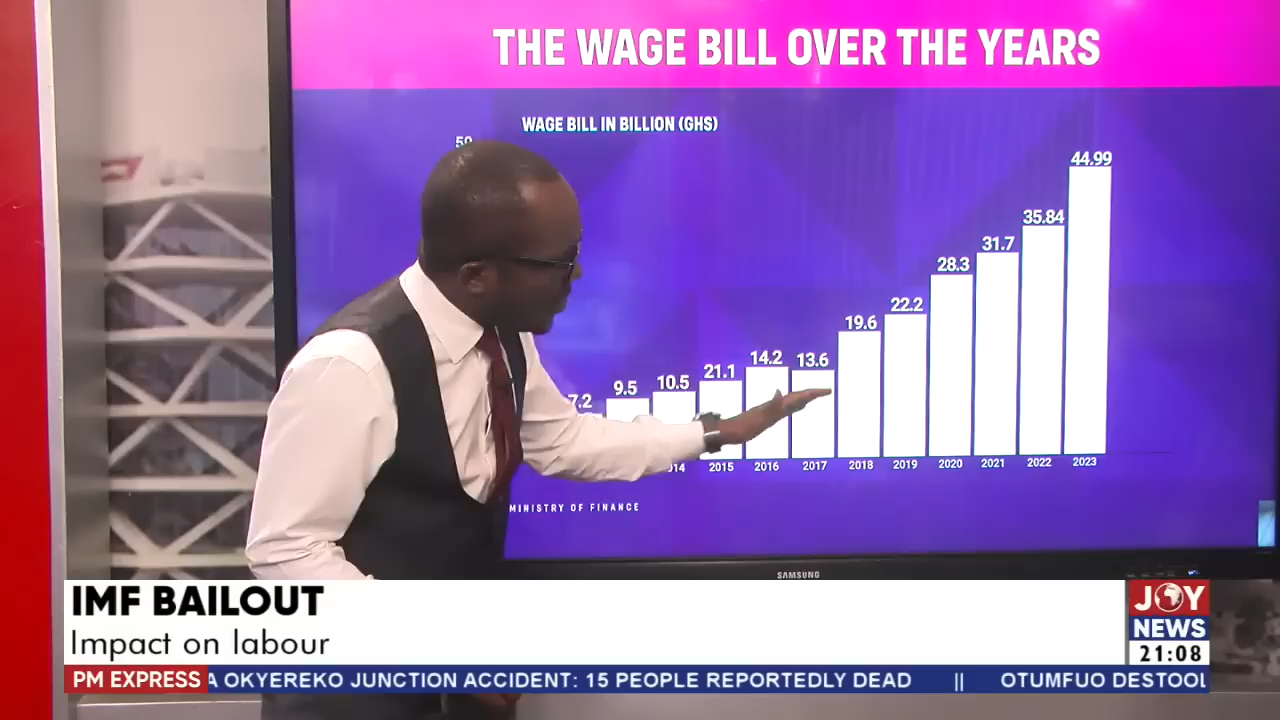 THE WAGE BILL OVER THE YEARS
WAGE BILL IN BILLION (GHS)
50
7.2
9.5
10.5
21.1
14.2
13.6
19.6
22.2
28.3
31.7
35.84
44.99
2015 2016 2017 2018 2019 2020 2021 2022 2023
MINISTRY OF FINANCE
SAMSUNG
IMF BAILOUT
Impact on labour
JOY
NEWS
21:08
PM EXPRESS A OKYEREKO JUNCTION ACCIDENT: 15 PEOPLE REPORTEDLY DEAD || OTUMFUO DESTOOL